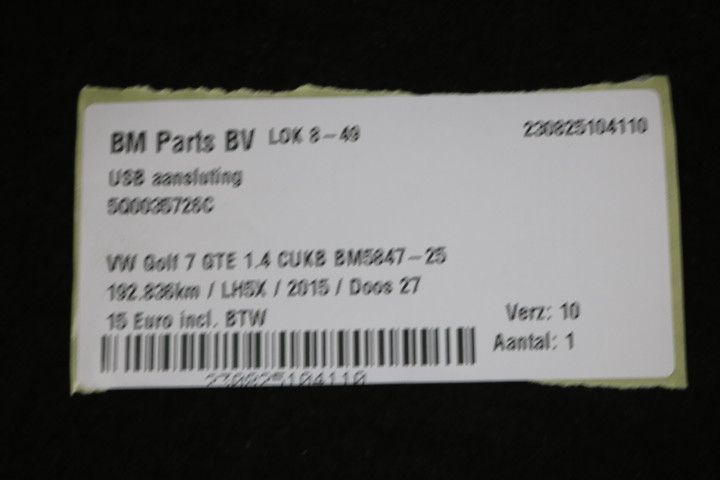 BM Parts BV LOK 8-49 230825104110
USB aansluting
5Q0035726C
VW Golf 7 GTE 1.4 CUKB BM5847-25
192.836km / LH5X / 2015 / Doos 27
15 Euro incl. BTW
Verz: 10
Aantal: 1
230825104110